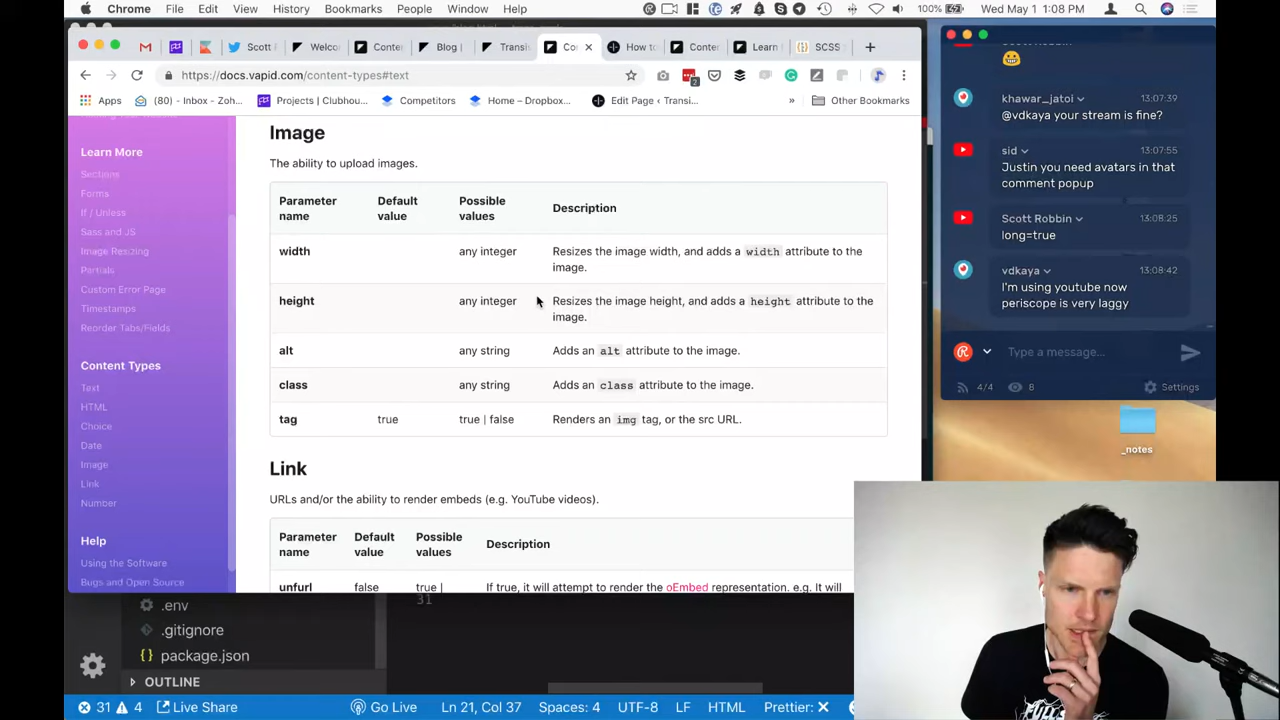 Chrome File Edit View History Bookmarks People Window Help 100% Wed May 1 1:08 PM
Scott Welco Conte Blog Transi Co How to Conte Learn SCSS
https://docs.vapid.com/content-types#text
Apps (80) - Inbox - Zoh... Projects | Clubhou... Competitors Home – Dropbox... Edit Page ‹ Transi... » Other Bookmarks
Learn More
Sections
Forms
If / Unless
Sass and JS
Image Resizing
Partials
Custom Error Page
Timestamps
Reorder Tabs/Fields
Content Types
Text
HTML
Choice
Date
Image
Link
Number
Help
Using the Software
Bugs and Open Source
Image
The ability to upload images.
Parameter name Default value Possible values Description
width any integer Resizes the image width, and adds a width attribute to the
image.
height any integer Resizes the image height, and adds a height attribute to the
image.
alt any string Adds an alt attribute to the image.
class any string Adds an class attribute to the image.
tag true true | false Renders an img tag, or the src URL.
Link
URLs and/or the ability to render embeds (e.g. YouTube videos).
Parameter name Default value Possible values Description
unfurl false true | If true, it will attempt to render the oEmbed representation. e.g. It will
khawar_jatoi 13:07:39
@vdkaya your stream is fine?
sid 13:07:55
Justin you need avatars in that
comment popup
Scott Robbin 13:08:25
long=true
vdkaya 13:08:42
I'm using youtube now
periscope is very laggy
Type a message...
4/4 8 Settings
_notes
31
.env
.gitignore
{} package.json
OUTLINE
31 4 Live Share Go Live Ln 21, Col 37 Spaces: 4 UTF-8 LF HTML Prettier: ✕